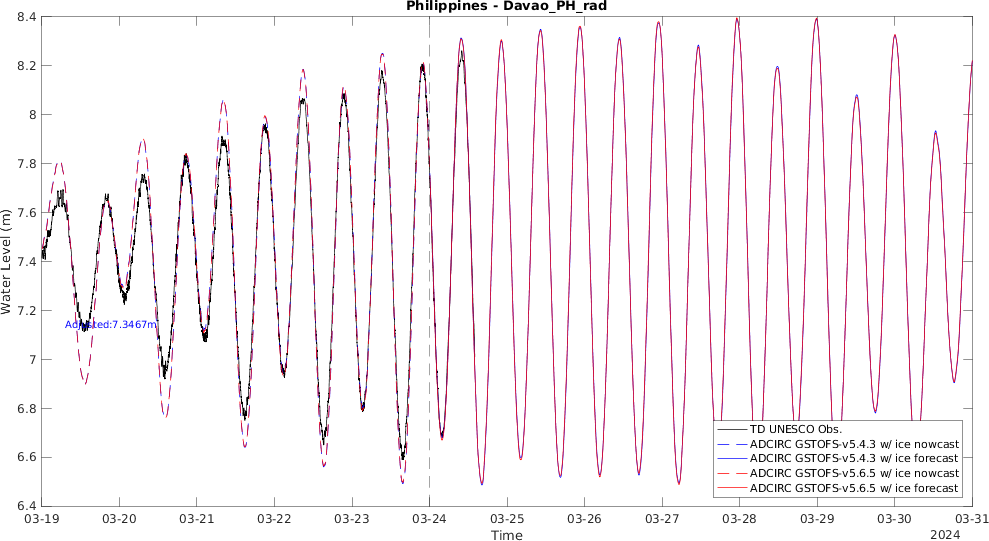 Philippines - Davao_PH_rad
Water Level (m)
8.4
8.2
8
7.8
7.6
7.4
7.2
7
6.8
6.6
6.4
Adjusted:7.3467m
TD UNESCO Obs.
ADCIRC GSTOFS-v5.4.3 w/ ice nowcast
ADCIRC GSTOFS-v5.4.3 w/ ice forecast
ADCIRC GSTOFS-v5.6.5 w/ ice nowcast
ADCIRC GSTOFS-v5.6.5 w/ ice forecast
03-19 03-20 03-21 03-22 03-23 03-24 03-25 03-26 03-27 03-28 03-29 03-30 03-31
Time
2024